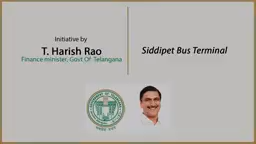 Initiative by
T. Harish Rao
Finance minister, Govt Of Telangana
Siddipet Bus Terminal